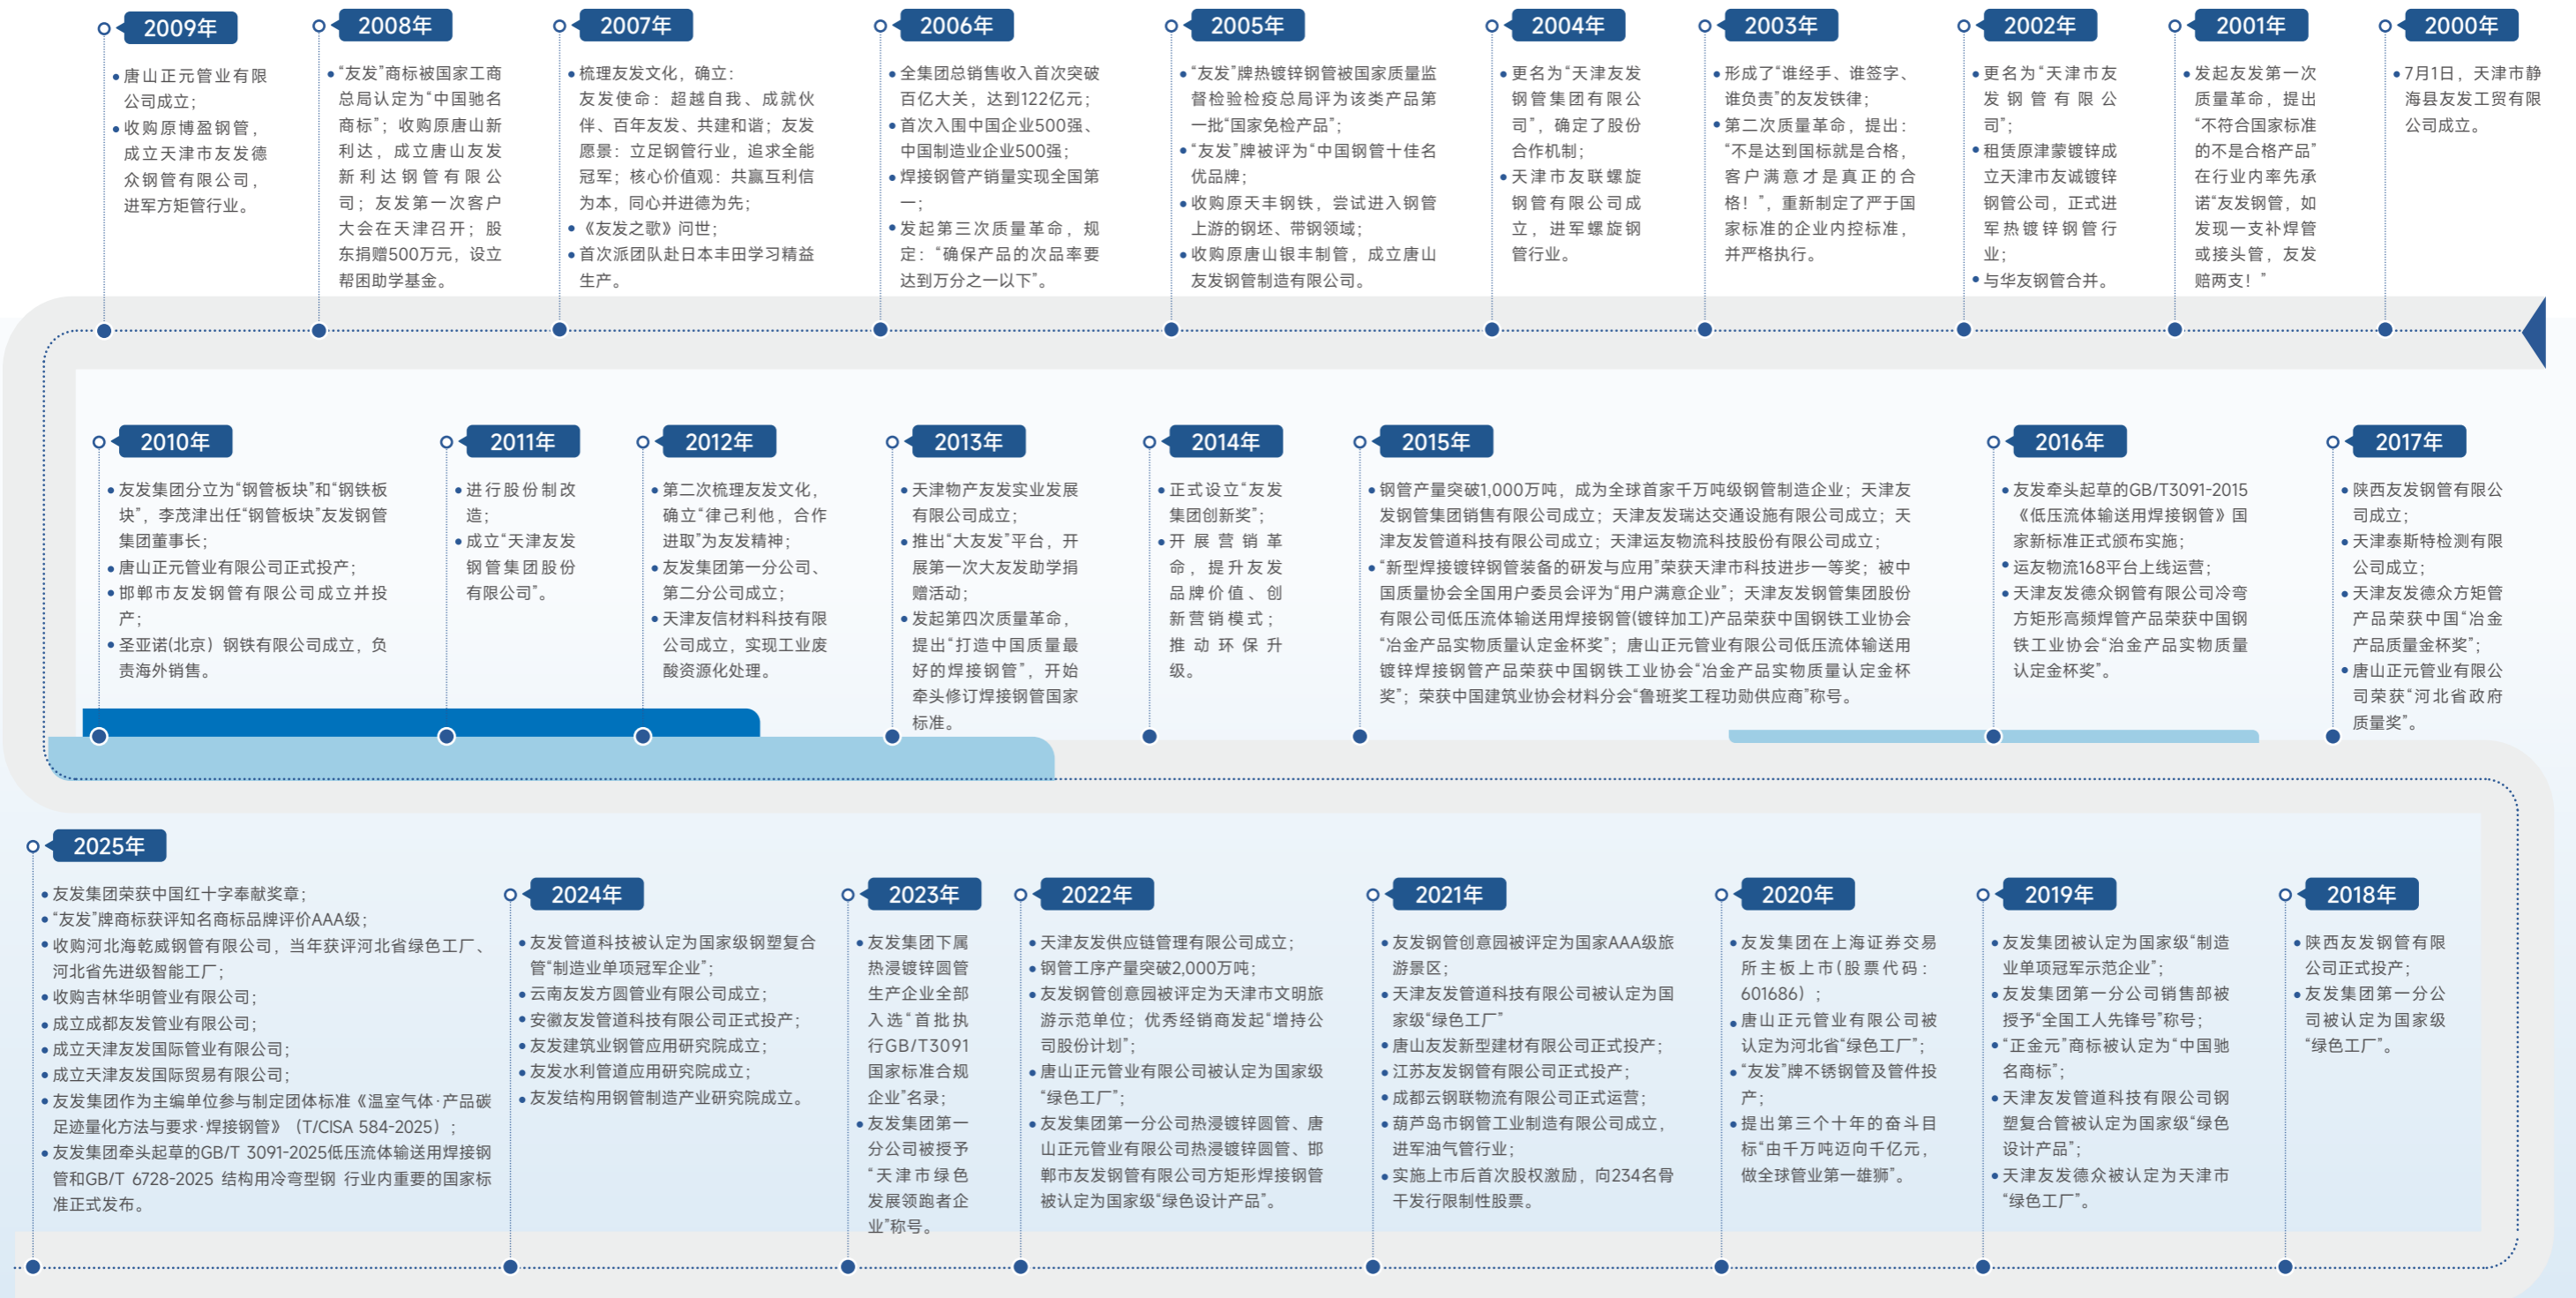 2009年
唐山正元管业有限
公司成立；
收购原博盈钢管，
成立天津市友发德
众钢管有限公司，
进军方矩管行业。
2008年
“友发”商标被国家工商
总局认定为“中国驰名
商标”；收购原唐山新
利达，成立唐山友发
新利达钢管有限公
司；友发第一次客户
大会在天津召开；股
东捐赠500万元，设立
帮困助学基金。
2007年
梳理友发文化，确立：
友发使命：超越自我、成就伙
伴、百年友发、共建和谐；友发
愿景：立足钢管行业，追求全能
冠军；核心价值观：共赢互利信
为本，同心并进德为先；
《友发之歌》问世；
首次派团队赴日本丰田学习精益
生产。
2006年
全集团总销售收入首次突破
百亿大关，达到122亿元；
首次入围中国企业500强、
中国制造业企业500强；
焊接钢管产销量实现全国第
一；
发起第三次质量革命，规
定：“确保产品的次品率要
达到万分之一以下”。
2005年
“友发”牌热镀锌钢管被国家质量监
督检验检疫总局评为该类产品第
一批“国家免检产品”；
“友发”牌被评为“中国钢管十佳名
优品牌；
收购原天丰钢铁，尝试进入钢管
上游的钢坯、带钢领域；
收购原唐山银丰制管，成立唐山
友发钢管制造有限公司。
2004年
更名为“天津友发
钢管集团有限公
司”，确定了股份
合作机制；
天津市友联螺旋
钢管有限公司成
立，进军螺旋钢
管行业。
2003年
形成了“谁经手、谁签字、
谁负责”的友发铁律；
第二次质量革命，提出：
“不是达到国标就是合格，
客户满意才是真正的合
格！”，重新制定了严于国
家标准的企业内控标准，
并严格执行。
2002年
更名为“天津市友
发钢管有限公
司”；
租赁原津蒙镀锌成
立天津市友诚镀锌
钢管公司，正式进
军热镀锌钢管行
业；
与华友钢管合并。
2001年
发起友发第一次
质量革命，提出
“不符合国家标准
的不是合格产品”
在行业内率先承
诺“友发钢管，如
发现一支补焊管
或接头管，友发
赔两支！”
2000年
7月1日，天津市静
海县友发工贸有限
公司成立。
2010年
友发集团分立为“钢管板块”和“钢铁板
块”，李茂津出任“钢管板块”友发钢管
集团董事长；
唐山正元管业有限公司正式投产；
邯郸市友发钢管有限公司成立并投
产；
圣亚诺(北京）钢铁有限公司成立，负
责海外销售。
2011年
进行股份制改
造；
成立“天津友发
钢管集团股份
有限公司”。
2012年
第二次梳理友发文化，
确立“律己利他，合作
进取”为友发精神；
友发集团第一分公司、
第二分公司成立；
天津友信材料科技有限
公司成立，实现工业废
酸资源化处理。
2013年
天津物产友发实业发展
有限公司成立；
推出“大友发”平台，开
展第一次大友发助学捐
赠活动；
发起第四次质量革命，
提出“打造中国质量最
好的焊接钢管”，开始
牵头修订焊接钢管国家
标准。
2014年
正式设立“友发
集团创新奖”；
开展营销革
命，提升友发
品牌价值、创
新营销模式；
推动环保升
级。
2015年
钢管产量突破1,000万吨，成为全球首家千万吨级钢管制造企业；天津友
发钢管集团销售有限公司成立；天津友发瑞达交通设施有限公司成立；天
津友发管道科技有限公司成立；天津运友物流科技股份有限公司成立；
“新型焊接镀锌钢管装备的研发与应用”荣获天津市科技进步一等奖；被中
国质量协会全国用户委员会评为“用户满意企业”；天津友发钢管集团股份
有限公司低压流体输送用焊接钢管(镀锌加工)产品荣获中国钢铁工业协会
“冶金产品实物质量认定金杯奖”；唐山正元管业有限公司低压流体输送用
镀锌焊接钢管产品荣获中国钢铁工业协会“冶金产品实物质量认定金杯
奖”；荣获中国建筑业协会材料分会“鲁班奖工程功勋供应商”称号。
2016年
友发牵头起草的GB/T3091-2015
《低压流体输送用焊接钢管》国
家新标准正式颁布实施；
运友物流168平台上线运营；
天津友发德众钢管有限公司冷弯
方矩形高频焊管产品荣获中国钢
铁工业协会“冶金产品实物质量
认定金杯奖”。
2017年
陕西友发钢管有限公
司成立；
天津泰斯特检测有限
公司成立；
天津友发德众方矩管
产品荣获中国“冶金
产品质量金杯奖”；
唐山正元管业有限公
司荣获“河北省政府
质量奖”。
2025年
友发集团荣获中国红十字奉献奖章；
“友发”牌商标获评知名商标品牌评价AAA级；
收购河北海乾威钢管有限公司，当年获评河北省绿色工厂、
河北省先进级智能工厂；
收购吉林华明管业有限公司；
成立成都友发管业有限公司；
成立天津友发国际管业有限公司；
成立天津友发国际贸易有限公司；
友发集团作为主编单位参与制定团体标准《温室气体·产品碳
足迹量化方法与要求·焊接钢管》（T/CISA 584-2025）；
友发集团牵头起草的GB/T 3091-2025低压流体输送用焊接钢
管和GB/T 6728-2025 结构用冷弯型钢 行业内重要的国家标
准正式发布。
2024年
友发管道科技被认定为国家级钢塑复合
管“制造业单项冠军企业”；
云南友发方圆管业有限公司成立；
安徽友发管道科技有限公司正式投产；
友发建筑业钢管应用研究院成立；
友发水利管道应用研究院成立；
友发结构用钢管制造产业研究院成立。
2023年
友发集团下属
热浸镀锌圆管
生产企业全部
入选“首批执
行GB/T3091
国家标准合规
企业”名录；
友发集团第一
分公司被授予
“天津市绿色
发展领跑者企
业”称号。
2022年
天津友发供应链管理有限公司成立；
钢管工序产量突破2,000万吨；
友发钢管创意园被评定为天津市文明旅
游示范单位；优秀经销商发起“增持公
司股份计划”；
唐山正元管业有限公司被认定为国家级
“绿色工厂”；
友发集团第一分公司热浸镀锌圆管、唐
山正元管业有限公司热浸镀锌圆管、邯
郸市友发钢管有限公司方矩形焊接钢管
被认定为国家级“绿色设计产品”。
2021年
友发钢管创意园被评定为国家AAA级旅
游景区；
天津友发管道科技有限公司被认定为国
家级“绿色工厂”
唐山友发新型建材有限公司正式投产；
江苏友发钢管有限公司正式投产；
成都云钢联物流有限公司正式运营；
葫芦岛市钢管工业制造有限公司成立，
进军油气管行业；
实施上市后首次股权激励，向234名骨
干发行限制性股票。
2020年
友发集团在上海证券交易
所主板上市(股票代码：
601686）；
唐山正元管业有限公司被
认定为河北省“绿色工厂”；
“友发”牌不锈钢管及管件投
产；
提出第三个十年的奋斗目
标“由千万吨迈向千亿元，
做全球管业第一雄狮”。
2019年
友发集团被认定为国家级“制造
业单项冠军示范企业”；
友发集团第一分公司销售部被
授予“全国工人先锋号”称号；
“正金元”商标被认定为“中国驰
名商标”；
天津友发管道科技有限公司钢
塑复合管被认定为国家级“绿色
设计产品”；
天津友发德众被认定为天津市
“绿色工厂”。
2018年
陕西友发钢管有限
公司正式投产；
友发集团第一分公
司被认定为国家级
“绿色工厂”。